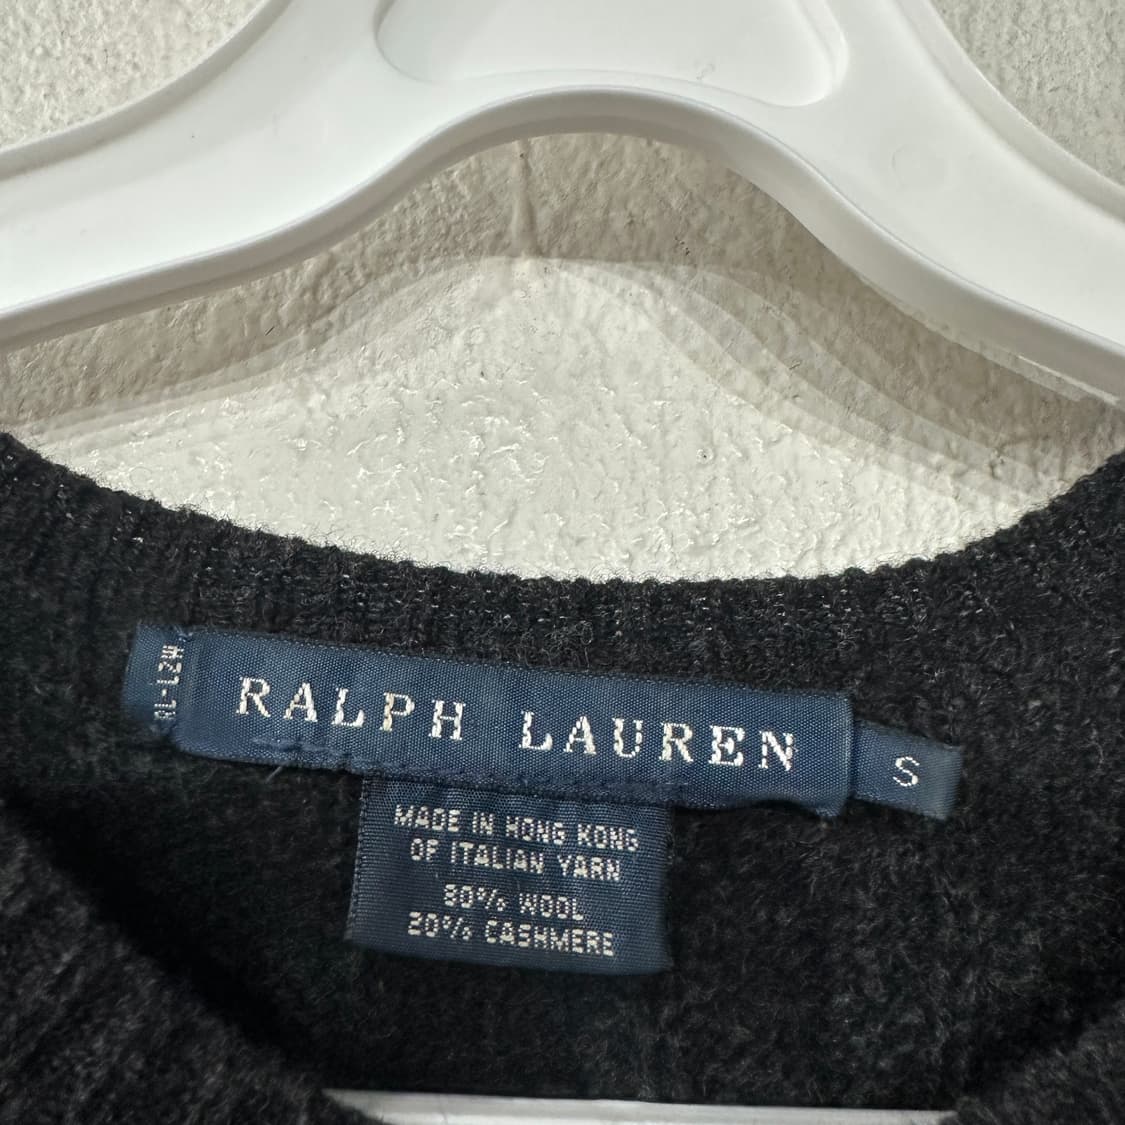 RALPH LAUREN
S
MADE IN HONG KONG
OF ITALIAN YARN
80% WOOL
20% CASHMERE